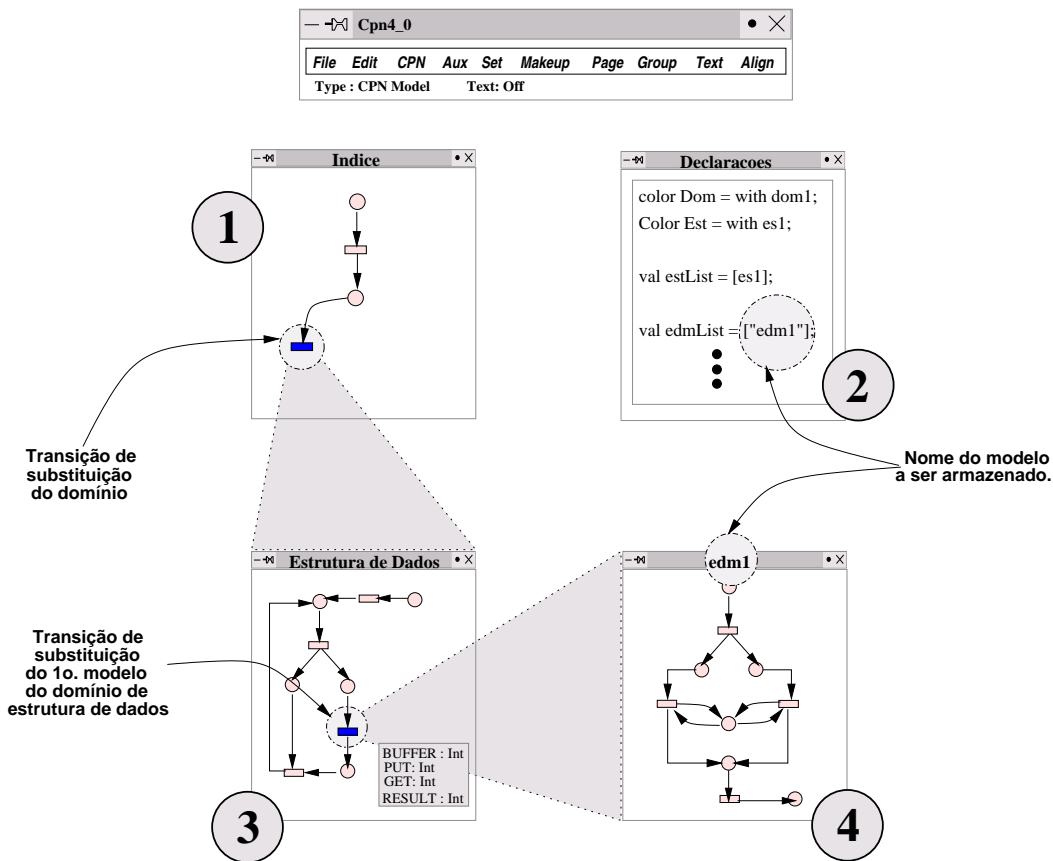 Cpn4_0
File Edit CPN Aux Set Makeup Page Group Text Align
Type : CPN Model Text: Off
Indice
1
Declaracoes
color Dom = with dom1;
Color Est = with es1;
val estList = [es1];
val edmList = ["edm1"];
2
Transição de
substituição
do domínio
Nome do modelo
a ser armazenado.
Estrutura de Dados
Transição de
substituição
do 1o. modelo
do domínio de
estrutura de dados
BUFFER : Int
PUT: Int
GET: Int
RESULT : Int
3
edm1
4